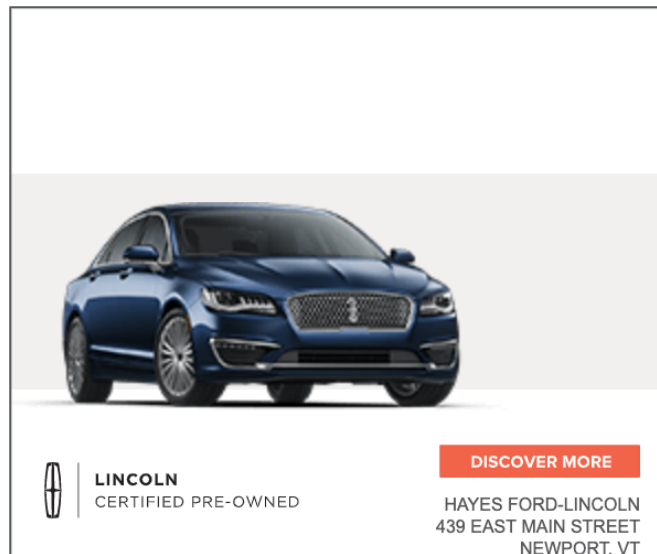 LINCOLN
CERTIFIED PRE-OWNED
DISCOVER MORE
HAYES FORD-LINCOLN
439 EAST MAIN STREET
NEWPORT, VT